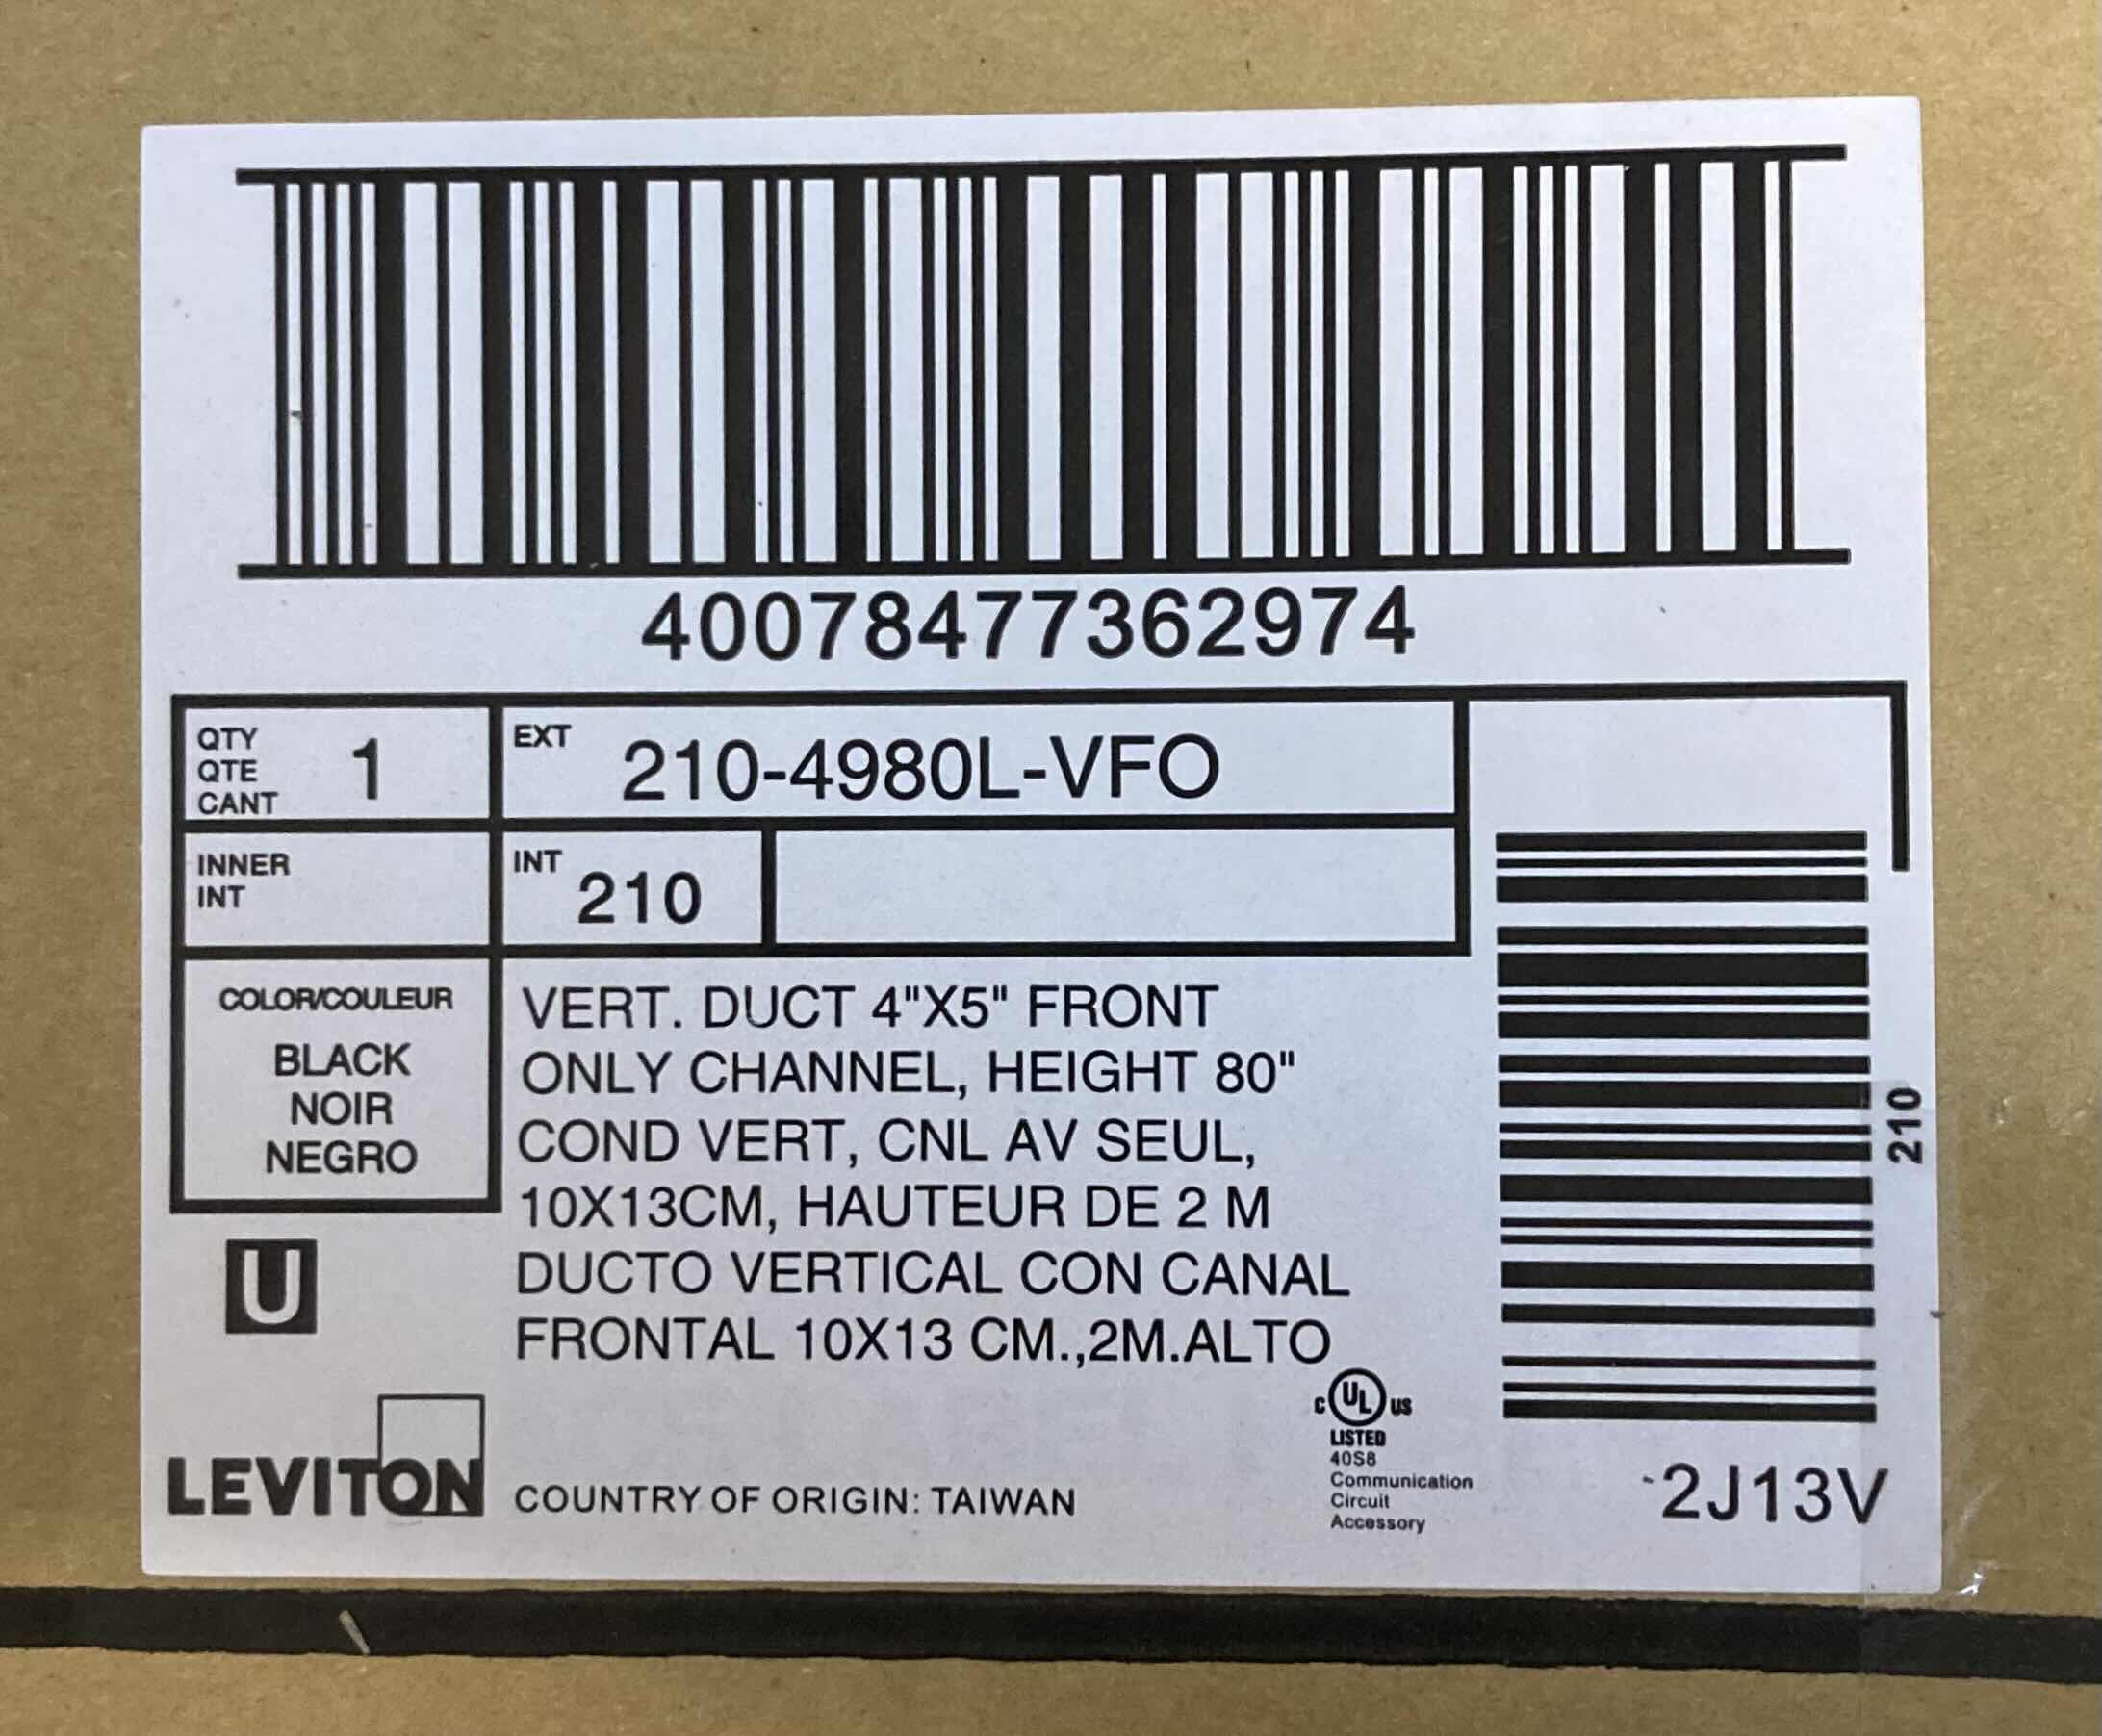 40078477362974
QTY
QTE
CANT
1
EXT
210-4980L-VFO
INNER
INT
INT
210
COLOR/COULEUR
BLACK
NOIR
NEGRO
VERT. DUCT 4"X5" FRONT
ONLY CHANNEL, HEIGHT 80"
COND VERT, CNL AV SEUL,
10X13CM, HAUTEUR DE 2 M
DUCTO VERTICAL CON CANAL
FRONTAL 10X13 CM.,2M.ALTO
210
U
LEVITON
COUNTRY OF ORIGIN: TAIWAN
C UL US
LISTED
40S8
Communication
Circuit
Accessory
-2J13V